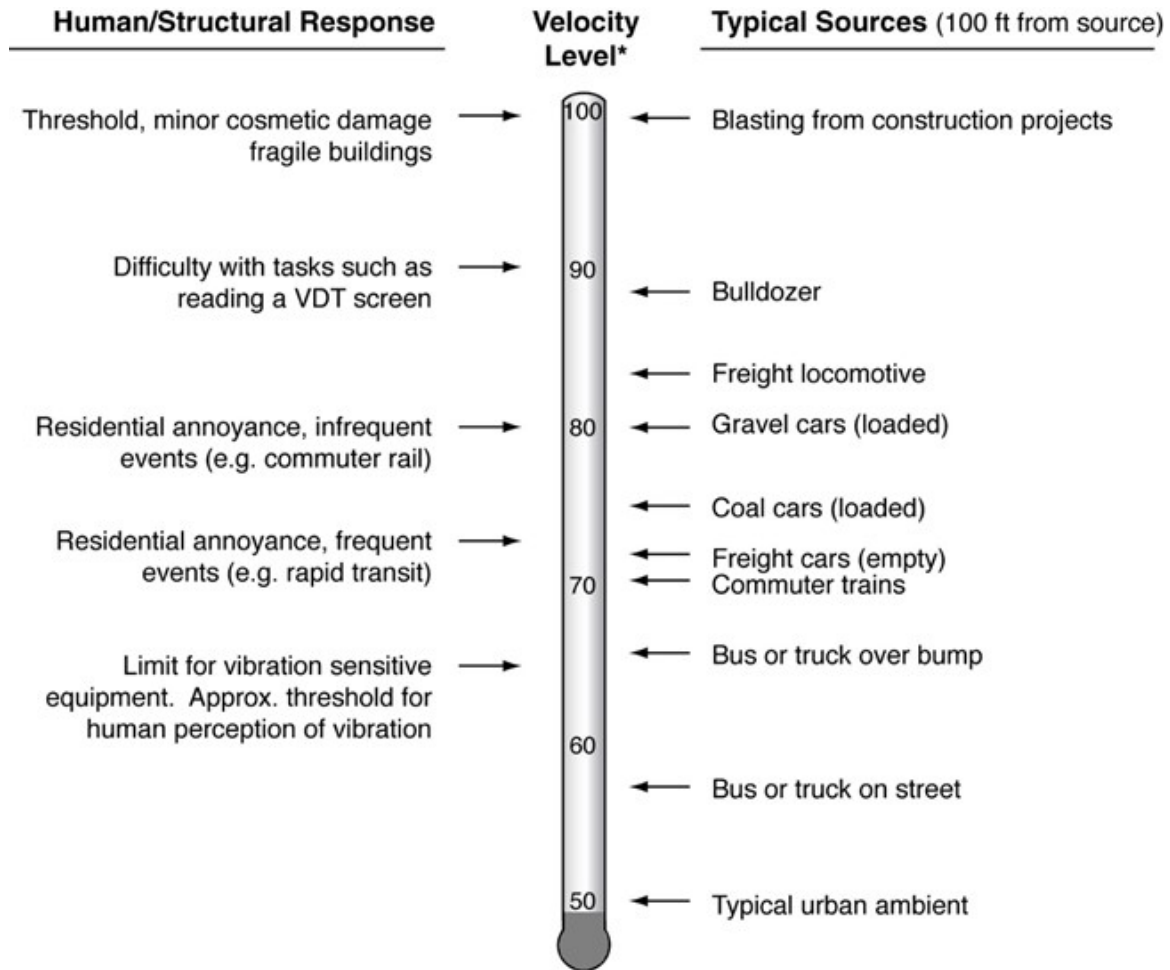 Human/Structural Response
Threshold, minor cosmetic damage
fragile buildings
Difficulty with tasks such as
reading a VDT screen
Residential annoyance, infrequent
events (e.g. commuter rail)
Residential annoyance, frequent
events (e.g. rapid transit)
Limit for vibration sensitive
equipment. Approx. threshold for
human perception of vibration
Velocity
Level*
100
90
80
70
60
50
Typical Sources (100 ft from source)
Blasting from construction projects
Bulldozer
Freight locomotive
Gravel cars (loaded)
Coal cars (loaded)
Freight cars (empty)
Commuter trains
Bus or truck over bump
Bus or truck on street
Typical urban ambient